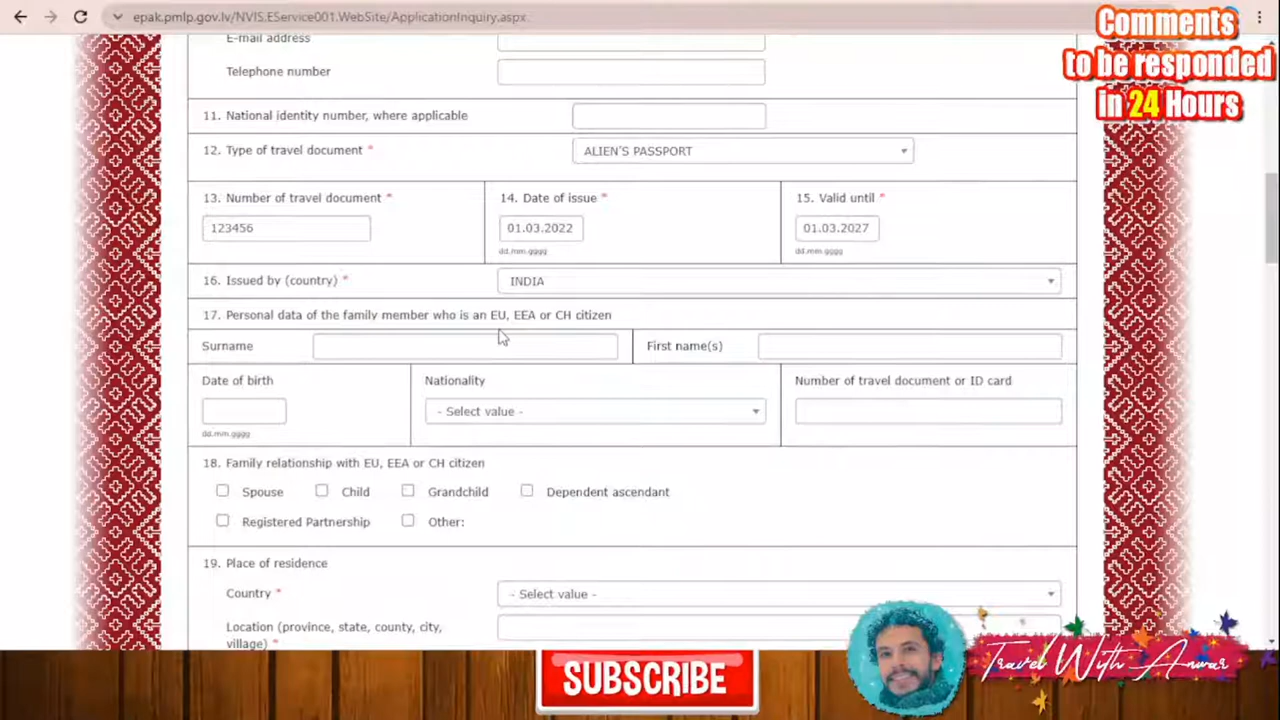 epak.pmlp.gov.lv/NVIS.EService001.WebSite/ApplicationInquiry.aspx
Comments
to be responded
in 24 Hours
E-mail address
Telephone number
11. National identity number, where applicable
12. Type of travel document * ALIEN'S PASSPORT
13. Number of travel document * 14. Date of issue * 15. Valid until *
123456 01.03.2022 01.03.2027
dd.mm.gggg dd.mm.gggg
16. Issued by (country) * INDIA
17. Personal data of the family member who is an EU, EEA or CH citizen
Surname First name(s)
Date of birth Nationality Number of travel document or ID card
- Select value -
dd.mm.gggg
18. Family relationship with EU, EEA or CH citizen
Spouse Child Grandchild Dependent ascendant
Registered Partnership Other:
19. Place of residence
Country * - Select value -
Location (province, state, county, city,
village) *
SUBSCRIBE
Travel With Anwar